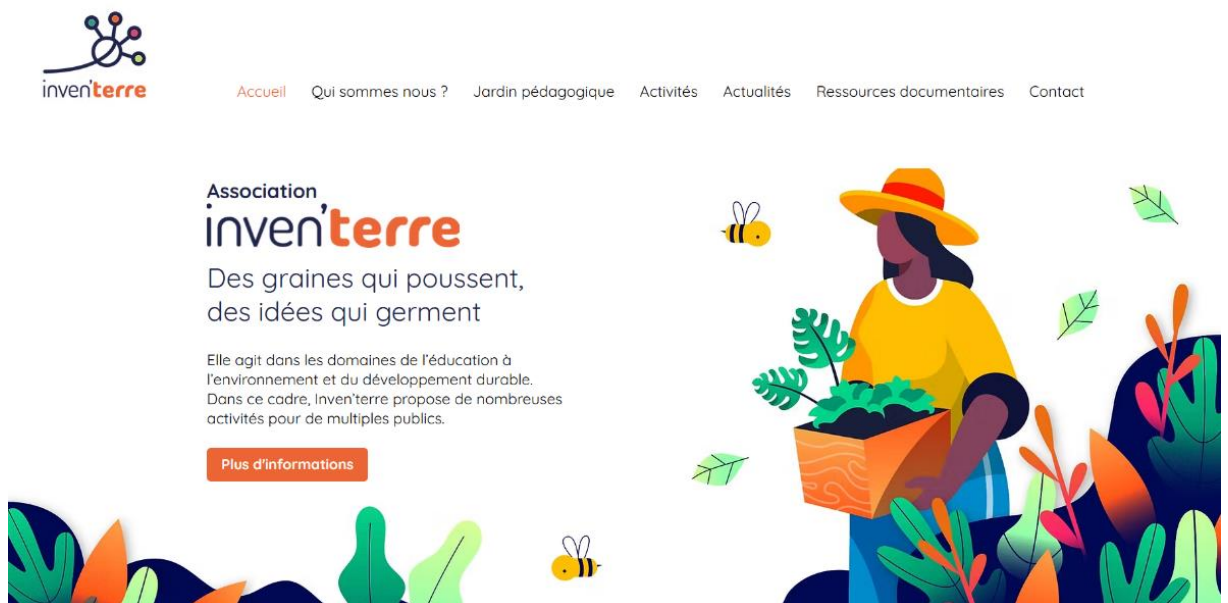 inven'terre
Accueil Qui sommes nous ? Jardin pédagogique Activités Actualités Ressources documentaires Contact
Association
inven'terre
Des graines qui poussent,
des idées qui germent
Elle agit dans les domaines de l'éducation à
l'environnement et du développement durable.
Dans ce cadre, Inven'terre propose de nombreuses
activités pour de multiples publics.
Plus d'informations